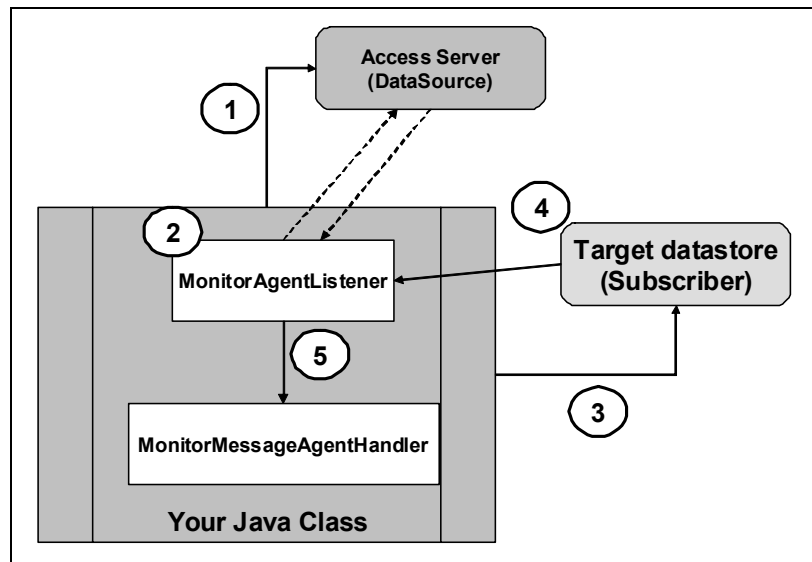 Access Server
(DataSource)
1
4
2
Target datastore
(Subscriber)
MonitorAgentListener
5
3
MonitorMessageAgentHandler
Your Java Class